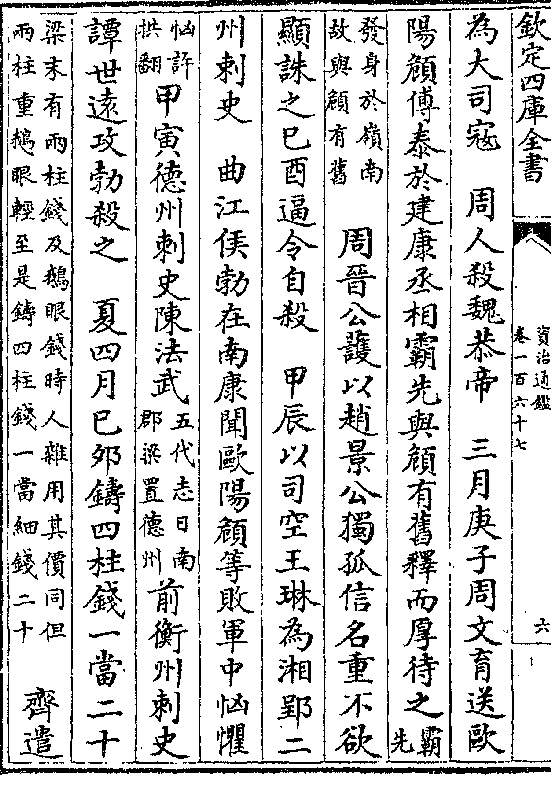 欽定四庫全書
資治通鑑
卷一百六十七
六
為大司寇 周人殺魏恭帝 三月庚子周文育送歐
陽頠傅泰於建康丞相霸先與頠有舊釋而厚待之霸先
發身於嶺南
故與頠有舊 周晉公護以趙景公獨孤信名重不欲
顯誅之己酉逼令自殺 甲辰以司空王琳為湘郢二
州刺史 曲江侯勃在南康聞歐陽頠等敗軍中恟懼
恟許
拱翻 甲寅德州刺史陳法武五代志日南
郡梁置德州前衡州刺史
譚世遠攻勃殺之 夏四月己卯鑄四柱錢一當二十
梁末有兩柱錢及鵝眼錢時人雜用其價同但
兩柱重鵝眼輕至是鑄四柱錢一當細錢二十 齊遣